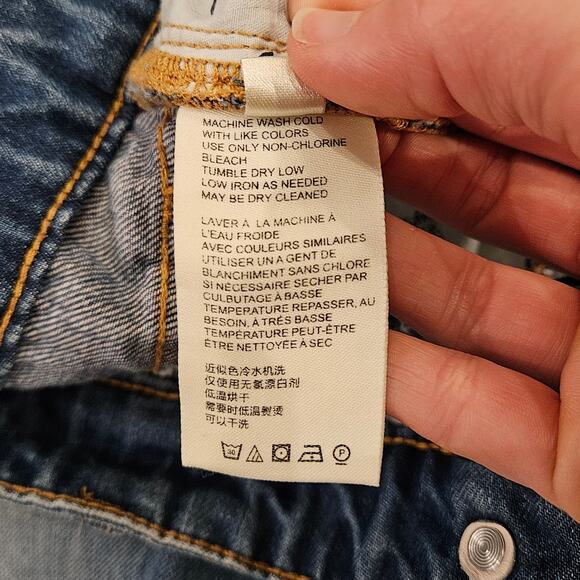 MACHINE WASH COLD
WITH LIKE COLORS
USE ONLY NON-CHLORINE
BLEACH
TUMBLE DRY LOW
LOW IRON AS NEEDED
MAY BE DRY CLEANED
LAVER À LA MACHINE À
L'EAU FROIDE
AVEC COULEURS SIMILAIRES
UTILISER UN A GENT DE
BLANCHIMENT SANS CHLORE
SI NÉCESSAIRE SECHER PAR
CULBUTAGE À BASSE
TEMPÉRATURE REPASSER, AU
BESOIN, À TRÉS BASSE
TEMPÉRATURE PEUT-ÊTRE
ÊTRE NETTOYÉE À SEC
近似色冷水机洗
仅使用无氯漂白剂
低温烘干
需要时低温熨烫
可以干洗
30 P